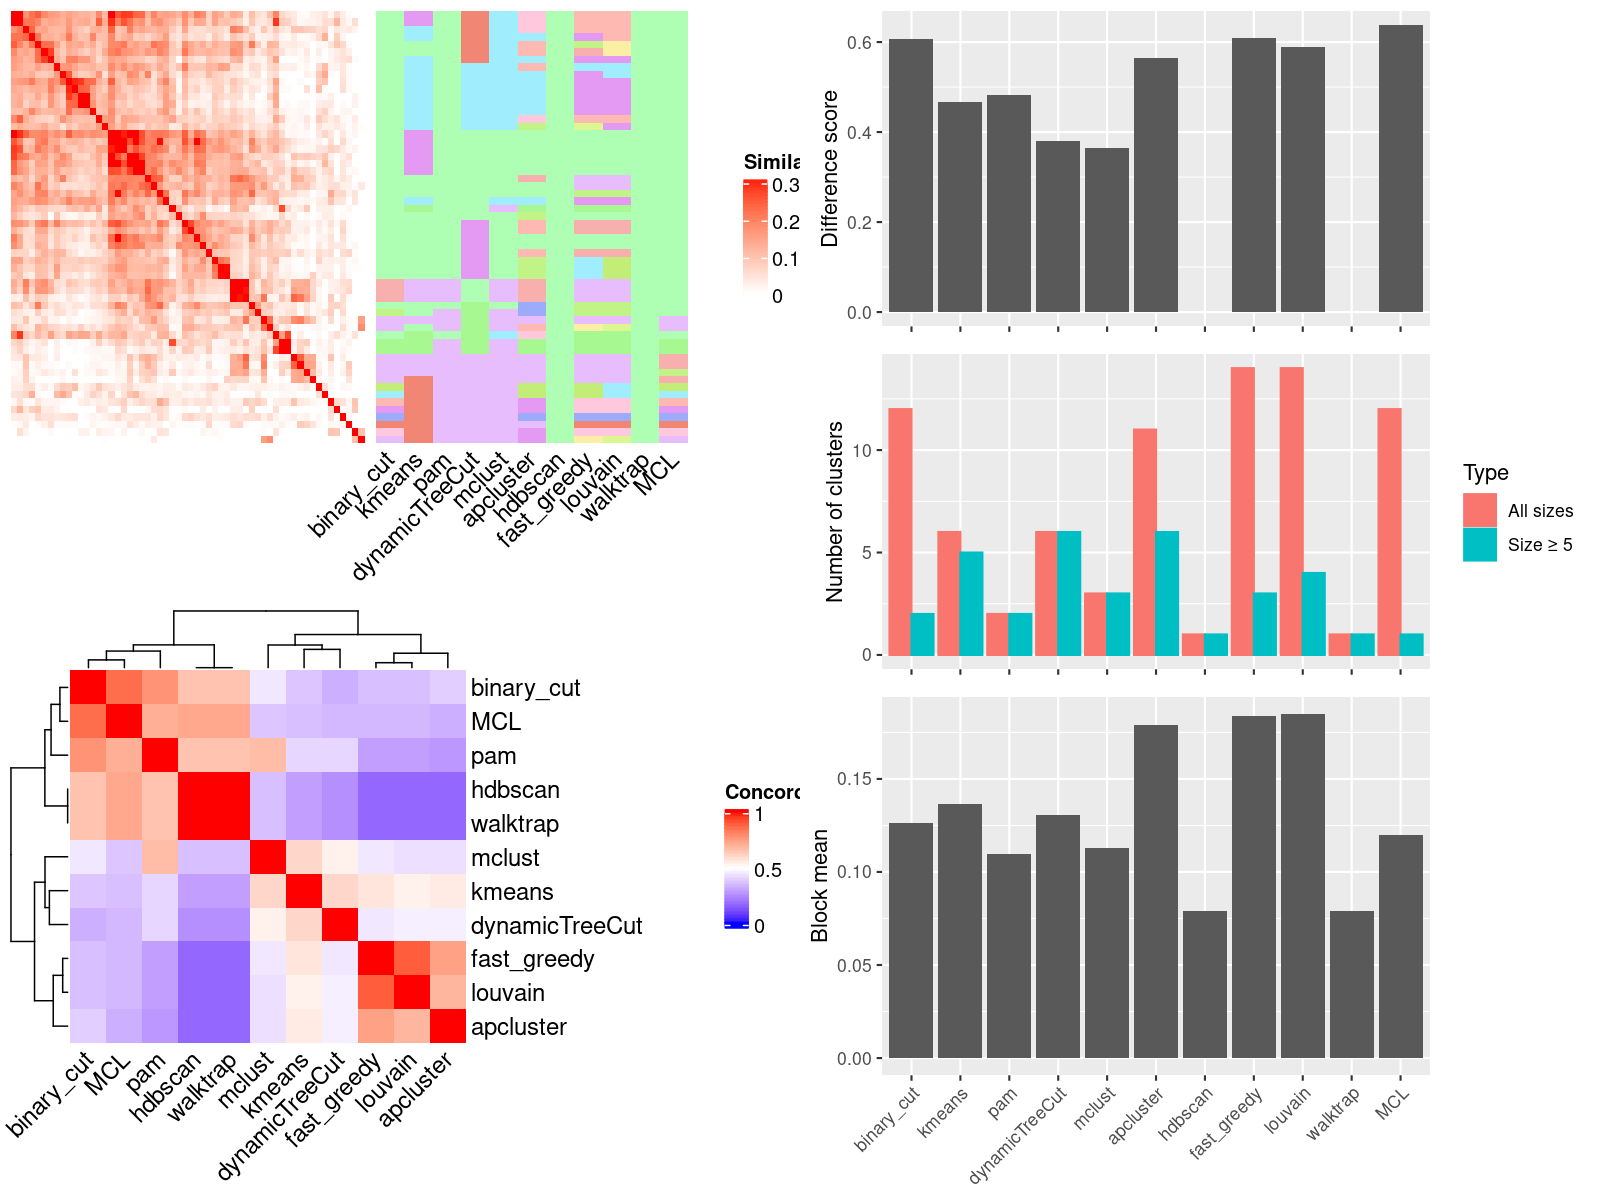 Simila
0.3
0.2
0.1
0
binary_cut
kmeans
pam
dynamicTreeCut
mclust
apcluster
hdbscan
fast_greedy
louvain
walktrap
MCL
Difference score
0.6
0.4
0.2
0.0
Number of clusters
10
5
0
Type
All sizes
Size ≥ 5
binary_cut
MCL
pam
hdbscan
walktrap
mclust
kmeans
dynamicTreeCut
fast_greedy
louvain
apcluster
binary_cut
MCL
pam
hdbscan
walktrap
mclust
kmeans
dynamicTreeCut
fast_greedy
louvain
apcluster
Concord
1
0.5
0
Block mean
0.15
0.10
0.05
0.00
binary_cut
kmeans
pam
dynamicTreeCut
mclust
apcluster
hdbscan
fast_greedy
louvain
walktrap
MCL